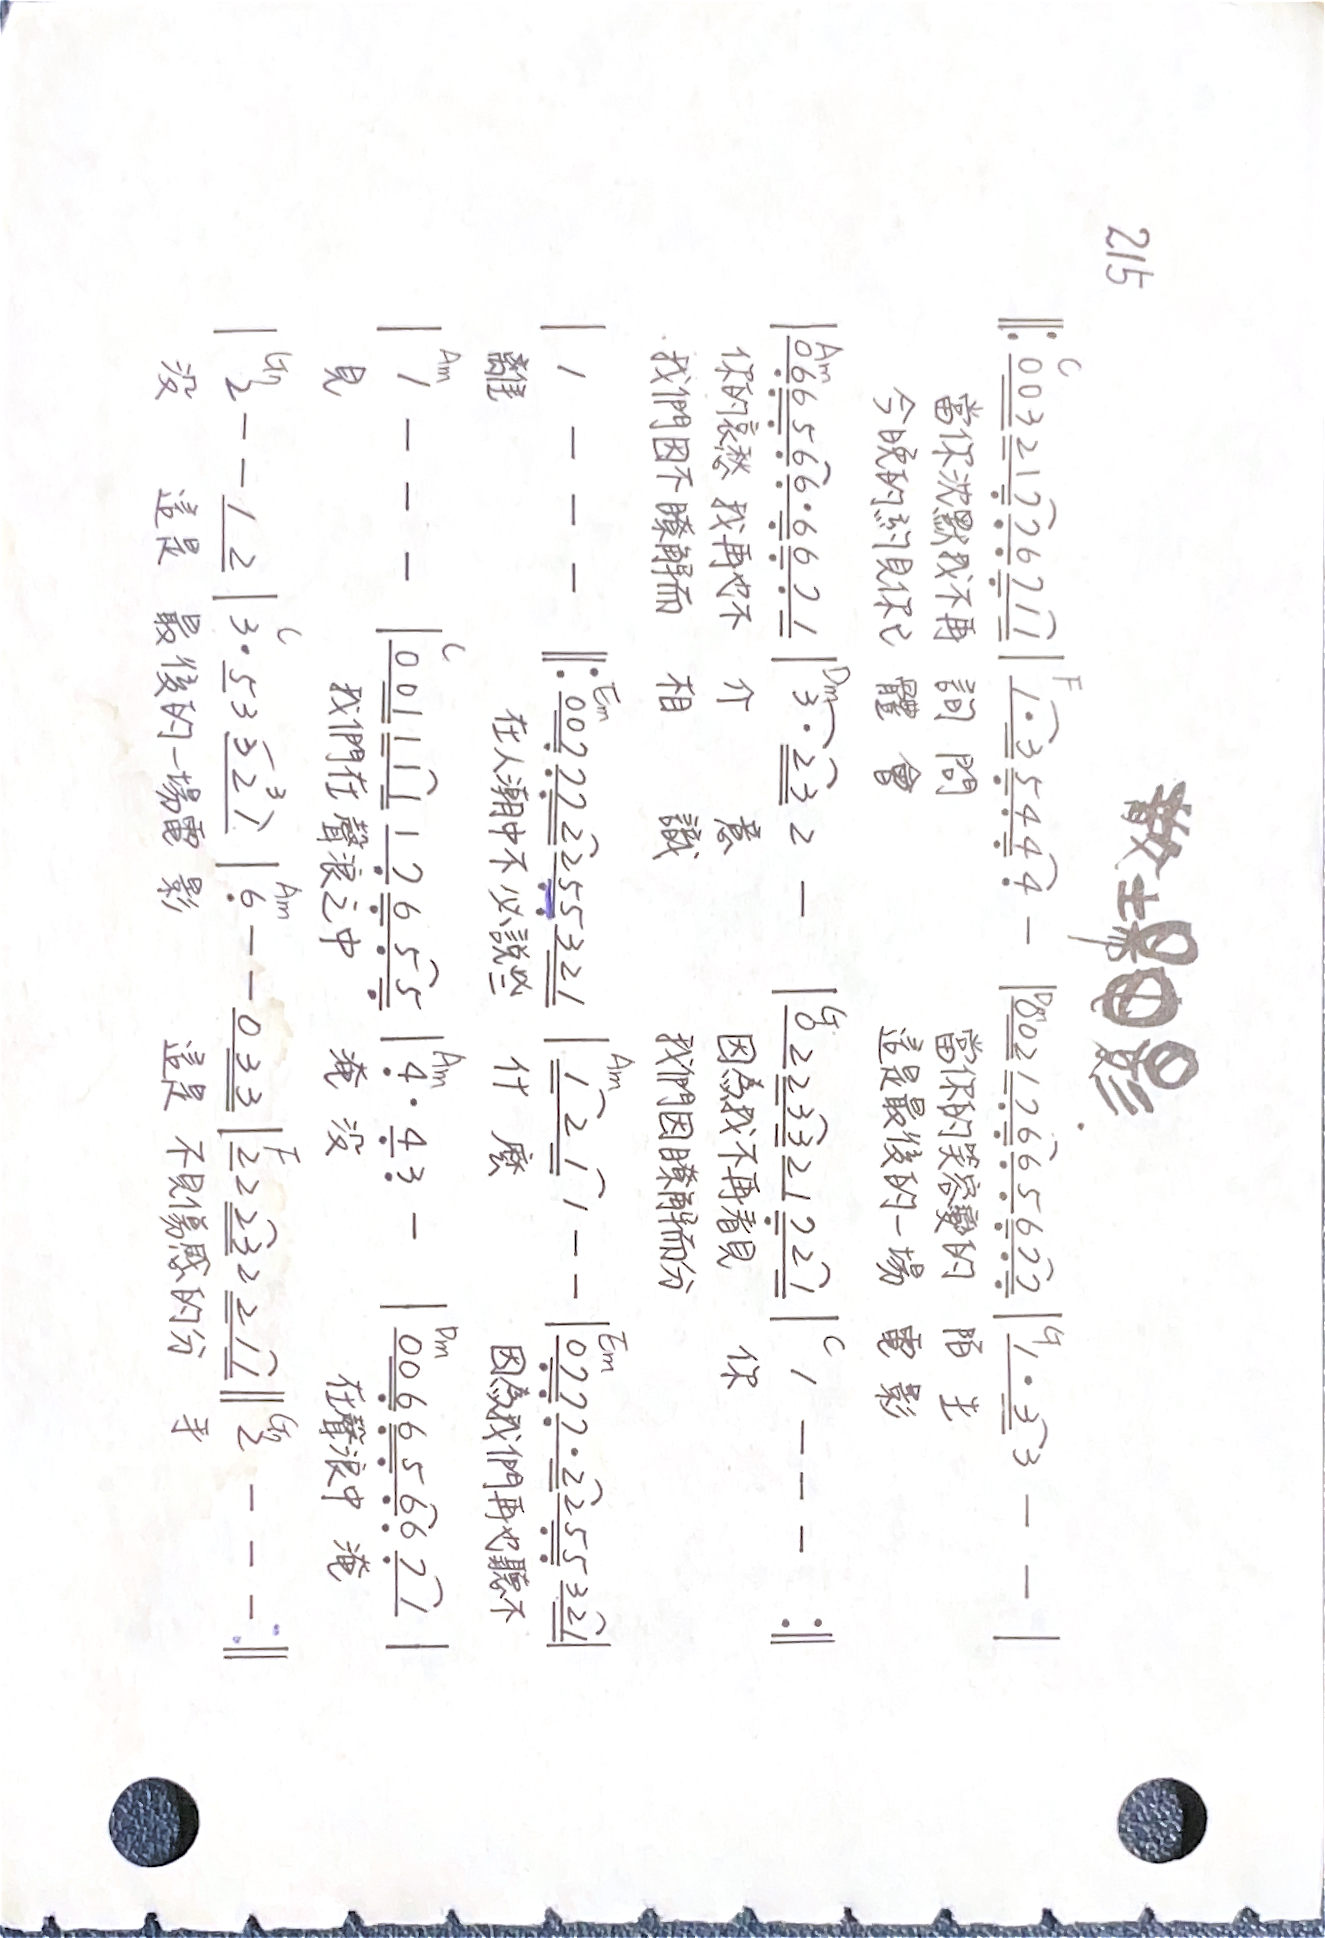 散場電影
215
C F Dm G
‖: 0 0 3 2 1 7 7 6 7 1 1 | 1 · 3 5 4 4 4 － | 0 0 2 1 7 6 6 5 6 7 7 | 1 · 3 3 － － |
當你沈默我不再 詢 問 當你的笑容變的 陌 生
今晚的約見你已 體 會 這是最後的一場 電 影
Am Dm G C
| 0 6 6 5 6 6 · 6 6 7 1 | 3 · 2 3 2 － | 0 2 2 3 3 2 1 7 2 1 | 1 － － － :‖
你的哀愁 我再也不 介 意 因為我不再看見 你
我們因不瞭解而 相 識 我們因瞭解而分
Em Am Em
| 1 － － － ‖: 0 0 7 7 7 2 2 5 5 3 2 1 | 1 2 1 1 － － | 0 7 7 7 · 2 2 5 5 3 2 1 |
離 在人潮中不必說些 什 麼 因為我們再也聽不
Am C Am Dm
| 1 － － － | 0 0 1 1 1 1 1 7 6 5 5 | 4 · 4 3 － | 0 0 6 6 5 6 6 7 1 |
見 我們在聲浪之中 淹 没 在聲浪中 淹
G7 C 3 Am F G7
| 2 － － 1 2 | 3 · 5 3 3 2 1 | 6 － － 0 3 3 | 2 2 2 3 2 2 1 1 ‖ 2 － － － :‖
没 這是 最後的一場電 影 這是 不見傷感的分 手